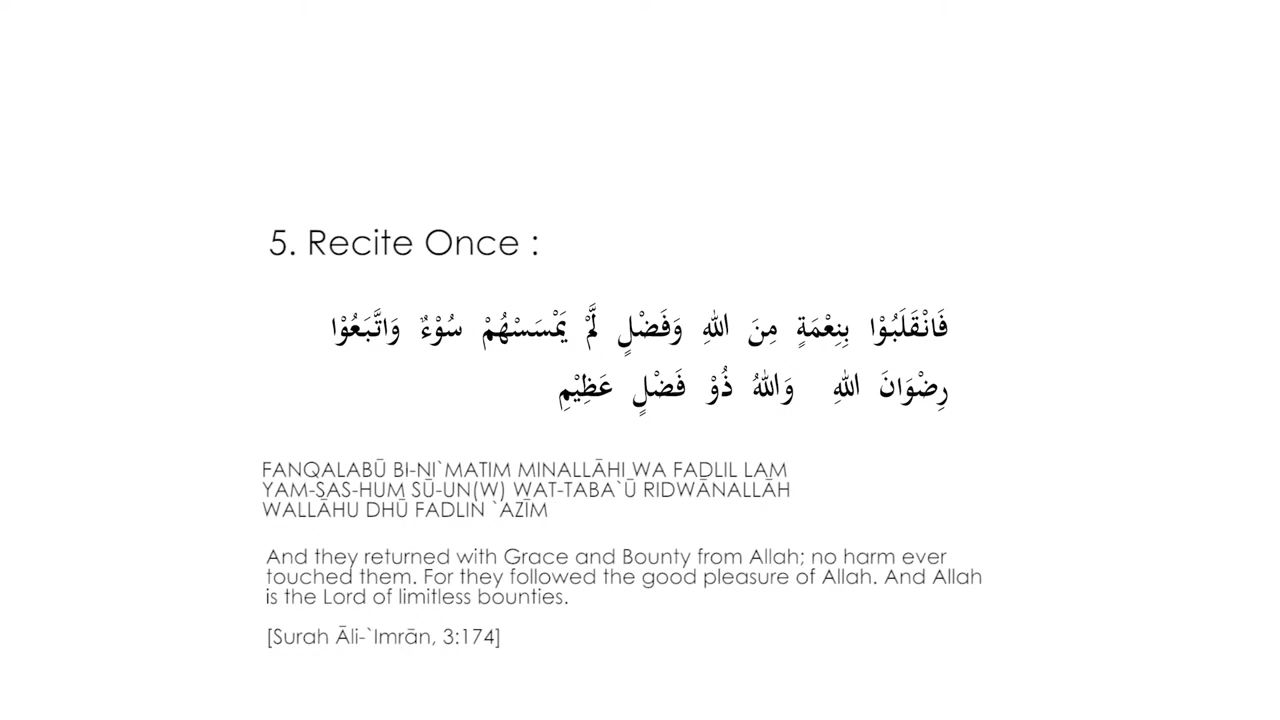 5. Recite Once :
فَانْقَلَبُوْا بِنِعْمَةٍ مِنَ اللهِ وَفَضْلٍ لَّمْ يَمْسَسْهُمْ سُوْءٌ وَاتَّبَعُوْا
رِضْوَانَ اللهِ وَاللهُ ذُوْ فَضْلٍ عَظِيْمِ
FANQALABŪ BI-NI`MATIM MINALLĀHI WA FADLIL LAM
YAM-SAS-HUM SŪ-UN(W) WAT-TABA`Ū RIDWĀNALLĀH
WALLĀHU DHŪ FADLIN `AZĪM
And they returned with Grace and Bounty from Allah; no harm ever
touched them. For they followed the good pleasure of Allah. And Allah
is the Lord of limitless bounties.
[Surah Āli-`Imrān, 3:174]